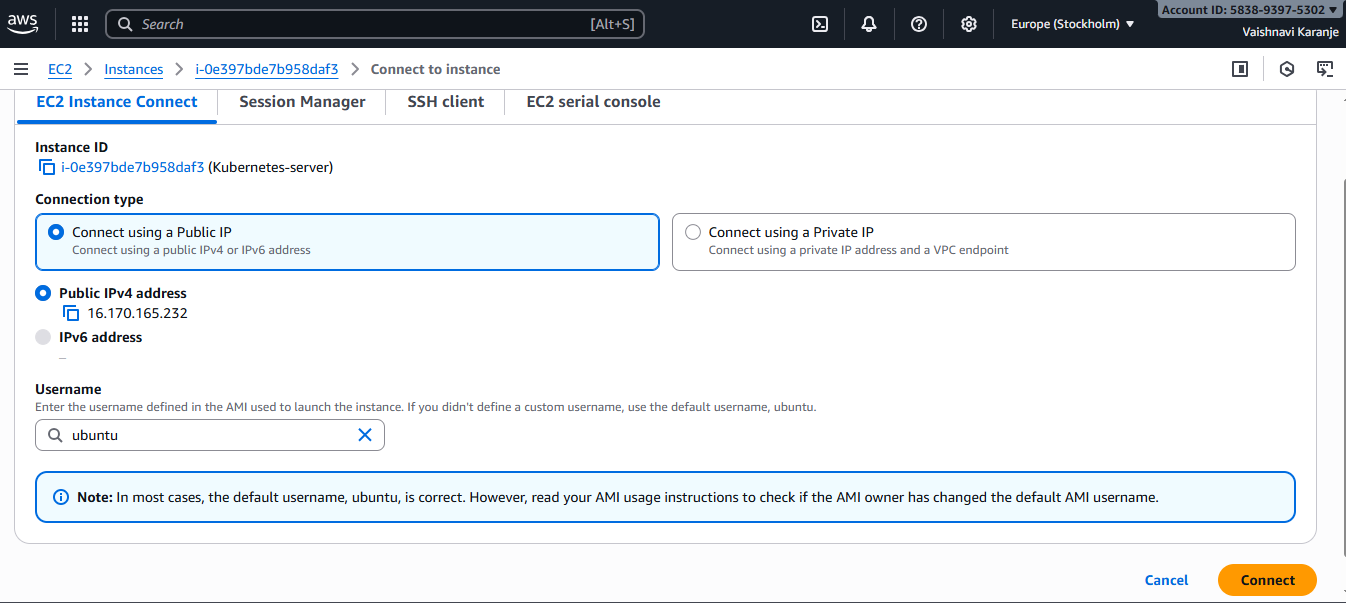 aws
Search [Alt+S]
Europe (Stockholm)
Account ID: 5838-9397-5302
Vaishnavi Karanje
EC2 Instances i-0e397bde7b958daf3 Connect to instance
EC2 Instance Connect Session Manager SSH client EC2 serial console
Instance ID
i-0e397bde7b958daf3 (Kubernetes-server)
Connection type
Connect using a Public IP
Connect using a public IPv4 or IPv6 address
Connect using a Private IP
Connect using a private IP address and a VPC endpoint
Public IPv4 address
16.170.165.232
IPv6 address
–
Username
Enter the username defined in the AMI used to launch the instance. If you didn't define a custom username, use the default username, ubuntu.
ubuntu
Note: In most cases, the default username, ubuntu, is correct. However, read your AMI usage instructions to check if the AMI owner has changed the default AMI username.
Cancel Connect